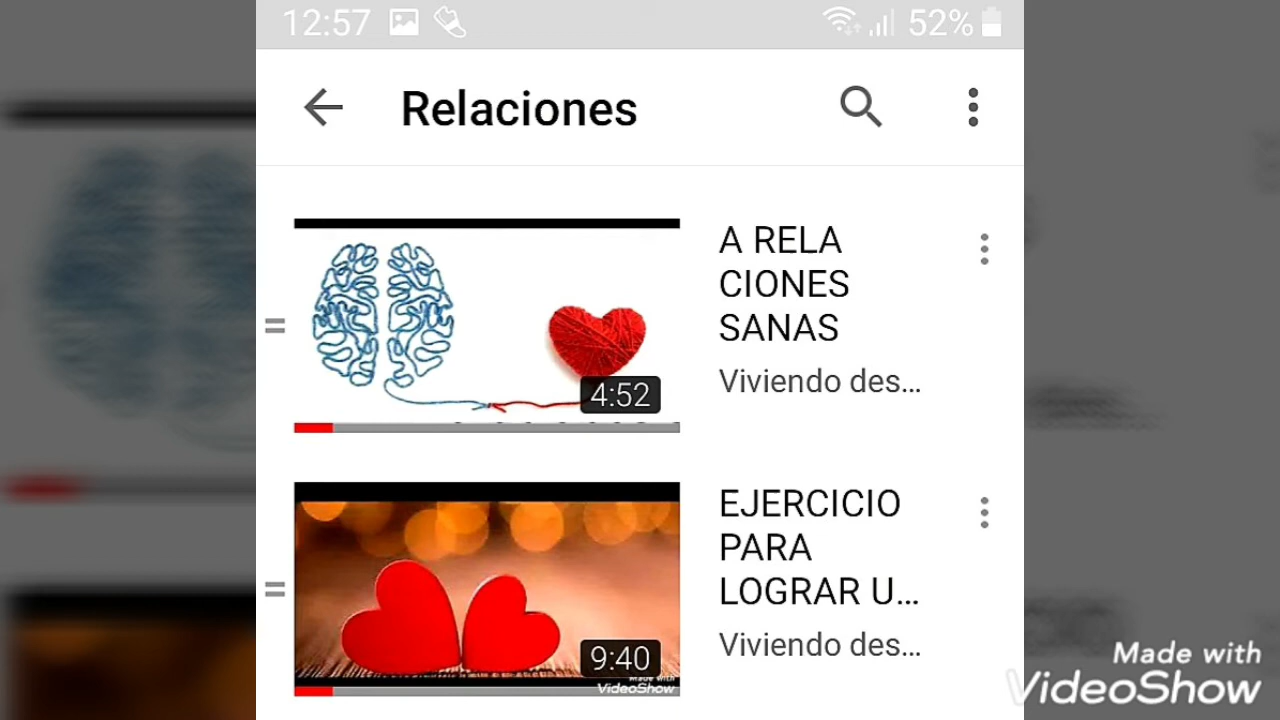 12:57 52%
Relaciones
A RELA
CIONES
SANAS
Viviendo des...
4:52
EJERCICIO
PARA
LOGRAR U...
Viviendo des...
9:40
Made with
VideoShow
Made with
VideoShow